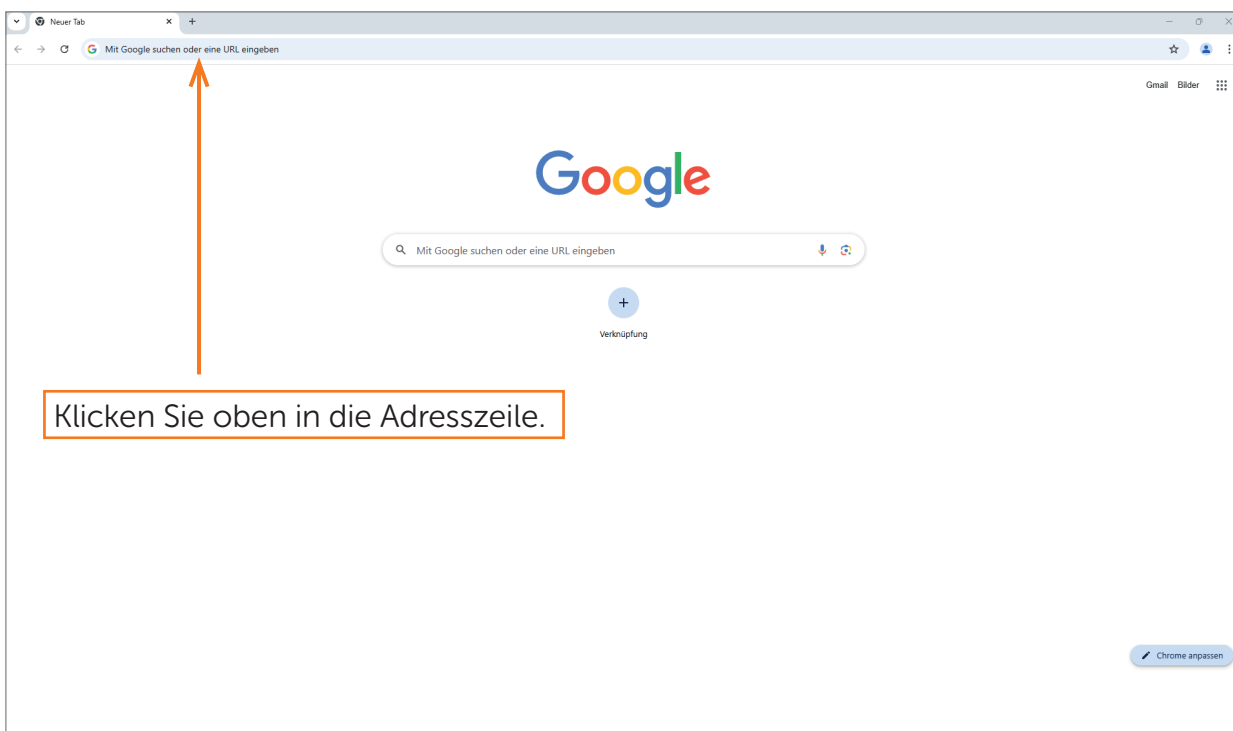 Neuer Tab
Mit Google suchen oder eine URL eingeben
Gmail Bilder
Google
Mit Google suchen oder eine URL eingeben
Verknüpfung
Klicken Sie oben in die Adresszeile.
Chrome anpassen